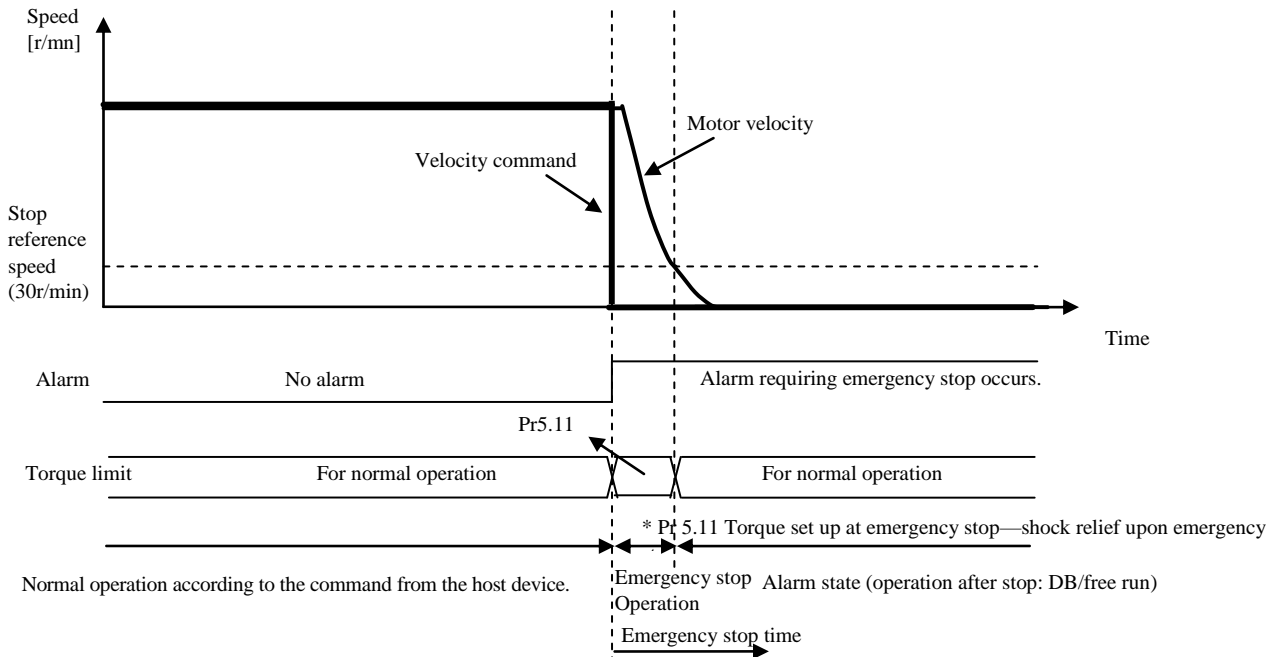 Speed
[r/mn]
Motor velocity
Velocity command
Stop
reference
speed
(30r/min)
Time
Alarm
No alarm
Alarm requiring emergency stop occurs.
Pr5.11
Torque limit
For normal operation
For normal operation
* Pr 5.11 Torque set up at emergency stop—shock relief upon emergency
Normal operation according to the command from the host device.
Emergency stop
Operation
Alarm state (operation after stop: DB/free run)
Emergency stop time